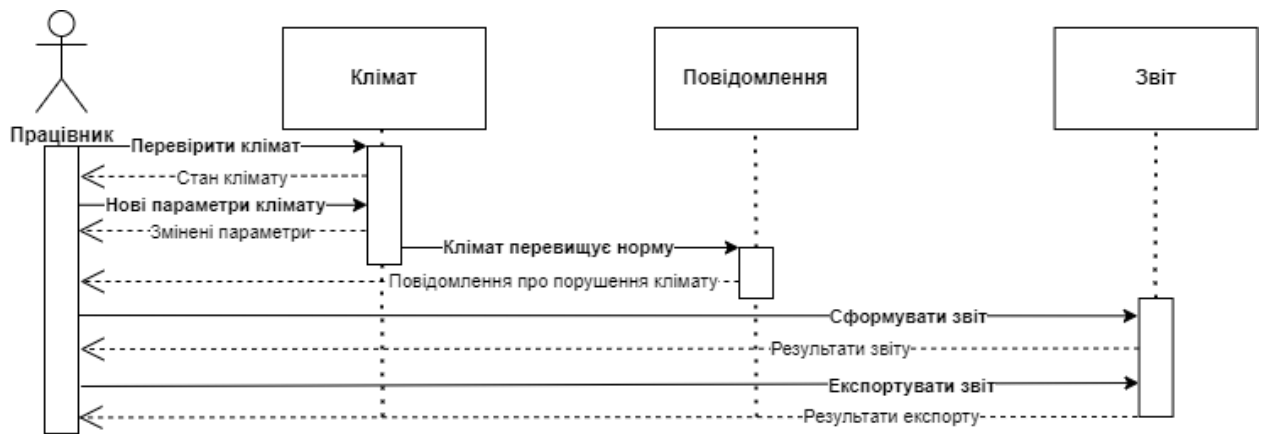 Клімат
Повідомлення
Звіт
Працівник
Перевірити клімат
Стан клімату
Нові параметри клімату
Змінені параметри
Клімат перевищує норму
Повідомлення про порушення клімату
Сформувати звіт
Результати звіту
Експортувати звіт
Результати експорту